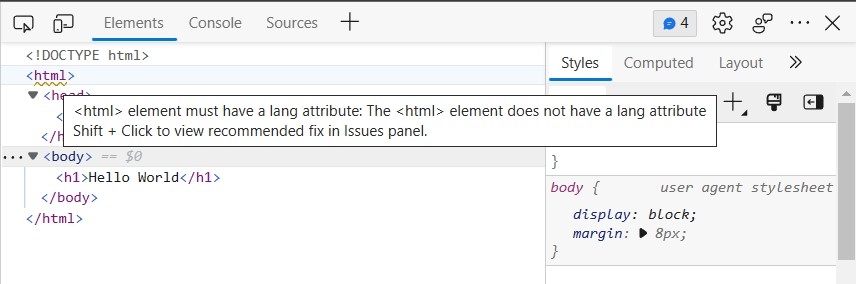 Elements Console Sources 4
<!DOCTYPE html>
<html>
Styles Computed Layout
<head>
<html> element must have a lang attribute: The <html> element does not have a lang attribute
Shift + Click to view recommended fix in Issues panel.
<
</h
}
<body> == $0
<h1>Hello World</h1>
</body>
</html>
body { user agent stylesheet
display: block;
margin: 8px;
}